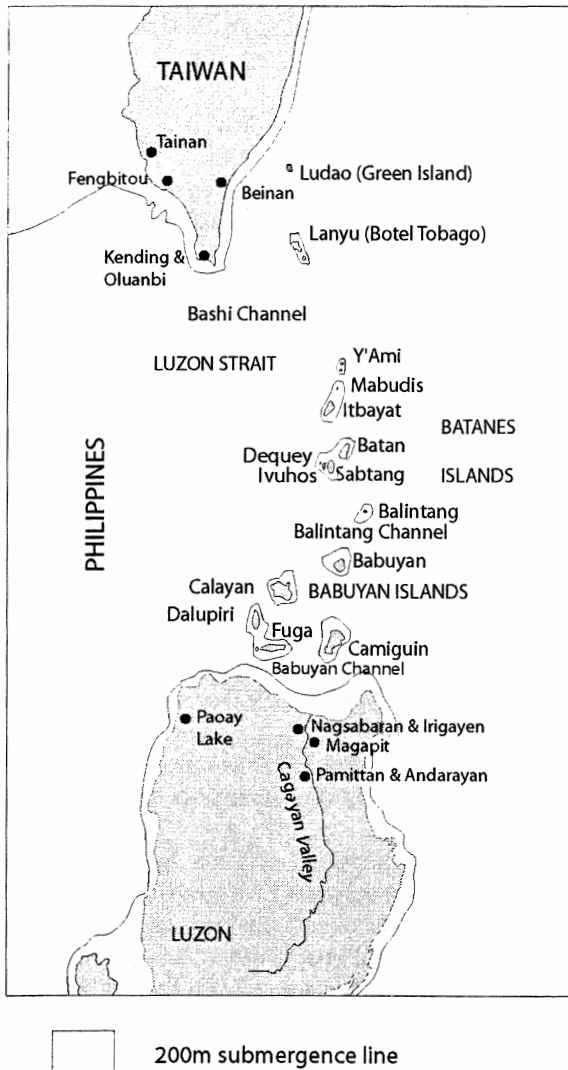 TAIWAN
Tainan
Fengbitou
Beinan
Ludao (Green Island)
Lanyu (Botel Tobago)
Kending &
Oluanbi
Bashi Channel
LUZON STRAIT
Y'Ami
Mabudis
Itbayat
BATANES
Batan
Dequey
Ivuhos
Sabtang
ISLANDS
PHILIPPINES
Balintang
Balintang Channel
Babuyan
Calayan
BABUYAN ISLANDS
Dalupiri
Fuga
Camiguin
Babuyan Channel
Paoay
Lake
Nagsabaran & Irigayen
Magapit
Pamittan & Andarayan
Cagayan Valley
LUZON
200m submergence line